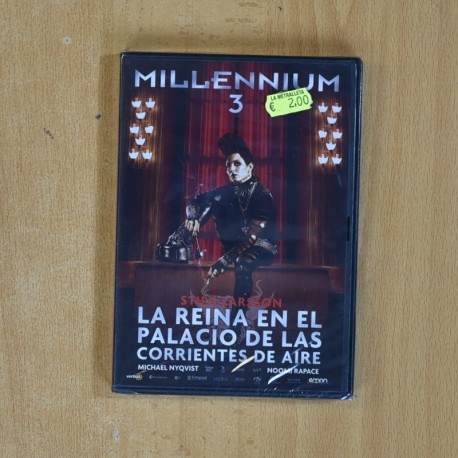 MILLENNIUM
3
LA METRALLETA
€ 2,00
STIEG LARSSON
LA REINA EN EL
PALACIO DE LAS
CORRIENTES DE AIRE
MICHAEL NYQVIST NOOMI RAPACE
vertigo